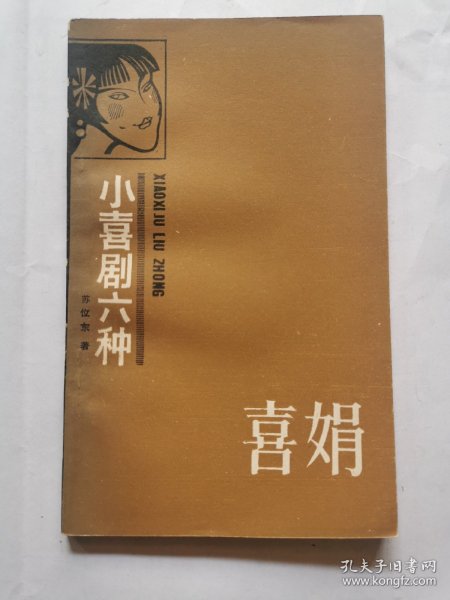 小喜剧六种
XIAOXIJU LIU ZHONG
苏位东 著
喜娟
孔夫子旧书网
www.kongfz.com